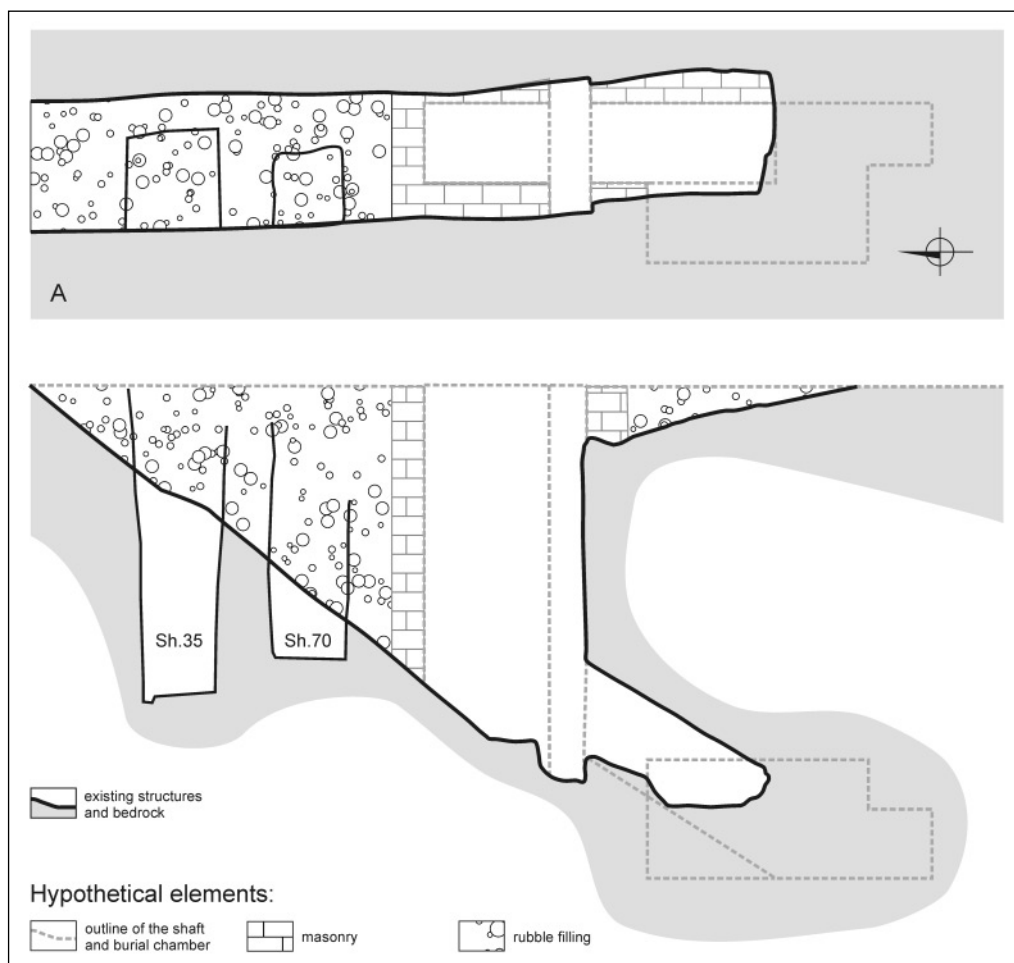 A
Sh.35
Sh.70
existing structures
and bedrock
Hypothetical elements:
outline of the shaft
and burial chamber
masonry
rubble filling